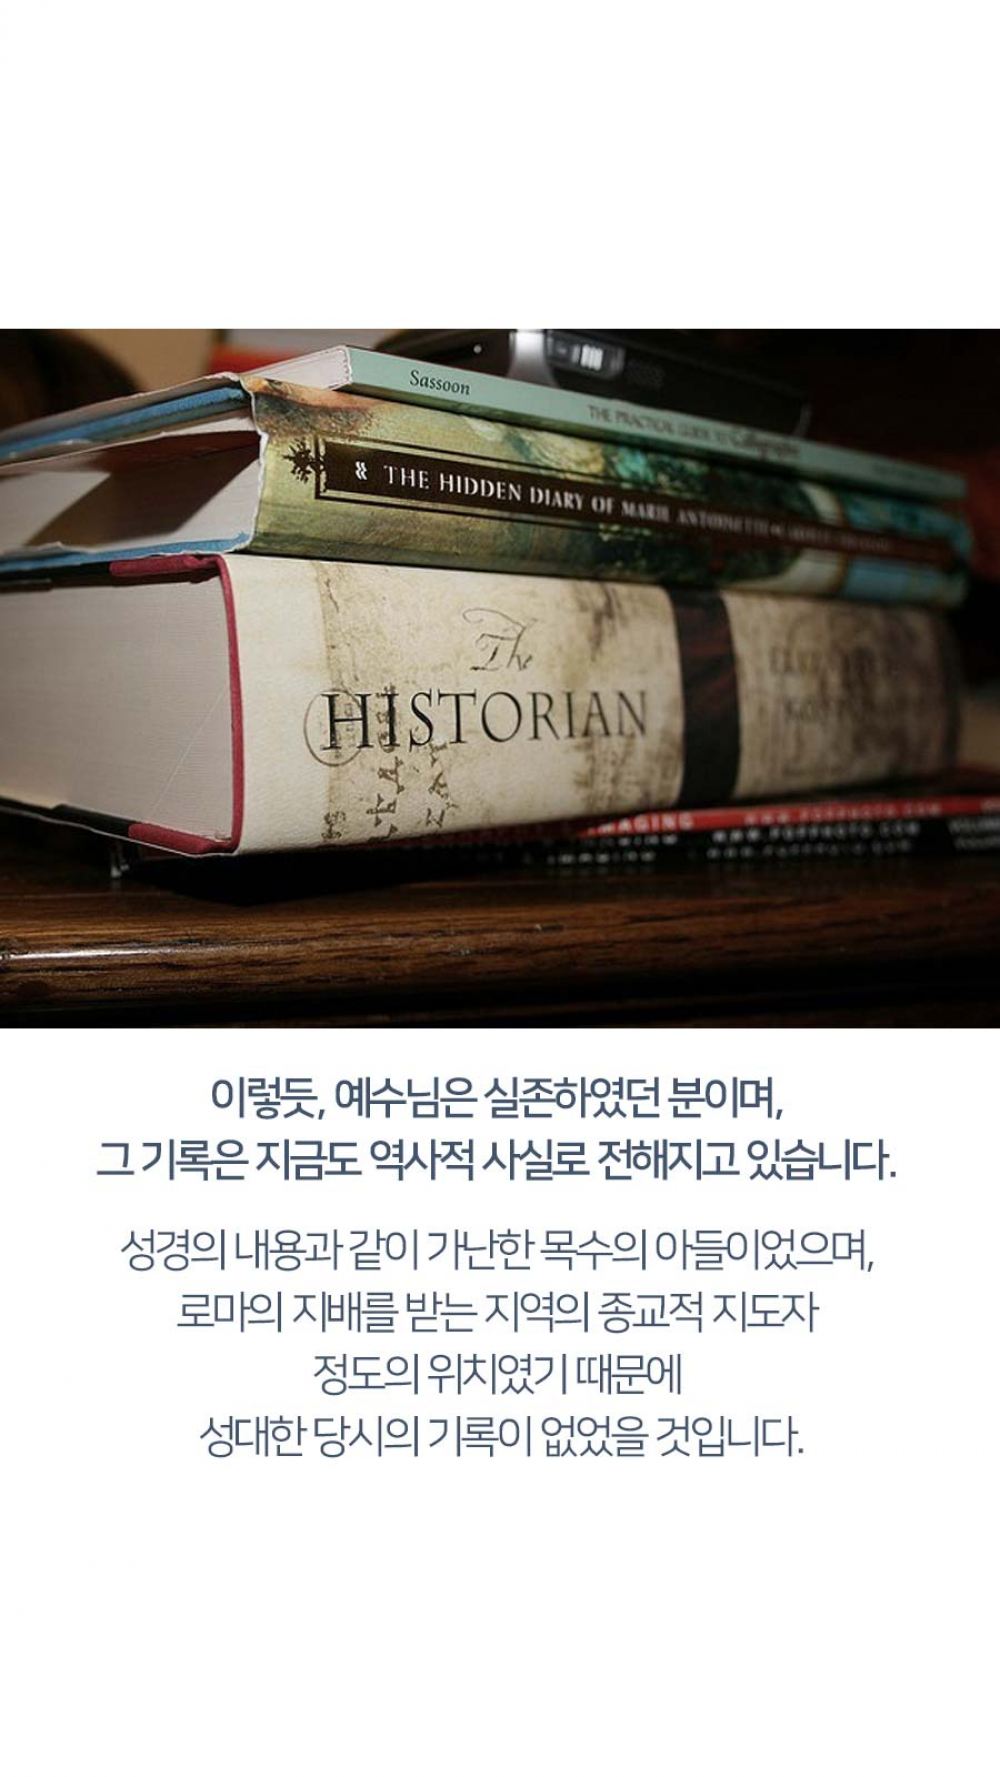 Sassoon
THE PRACTICAL GUIDE TO Calligraphy
THE HIDDEN DIARY OF MARIE ANTOINETTE
The
HISTORIAN
IMAGING
이렇듯, 예수님은 실존하였던 분이며,
그 기록은 지금도 역사적 사실로 전해지고 있습니다.
성경의 내용과 같이 가난한 목수의 아들이었으며,
로마의 지배를 받는 지역의 종교적 지도자
정도의 위치였기 때문에
성대한 당시의 기록이 없었을 것입니다.